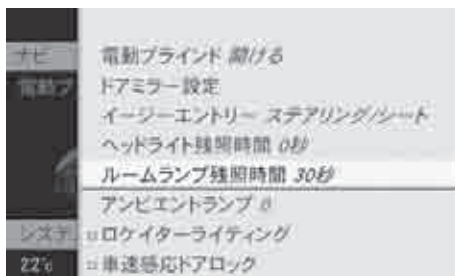 電動ブラインド 開ける
ナビ
ドアミラー設定
電動ブ
イージーエントリー ステアリング/シート
ヘッドライト残照時間 0秒
ルームランプ残照時間 30秒
アンビエントランプ 0
システ
ロケイターライティング
22℃
車速感応ドアロック